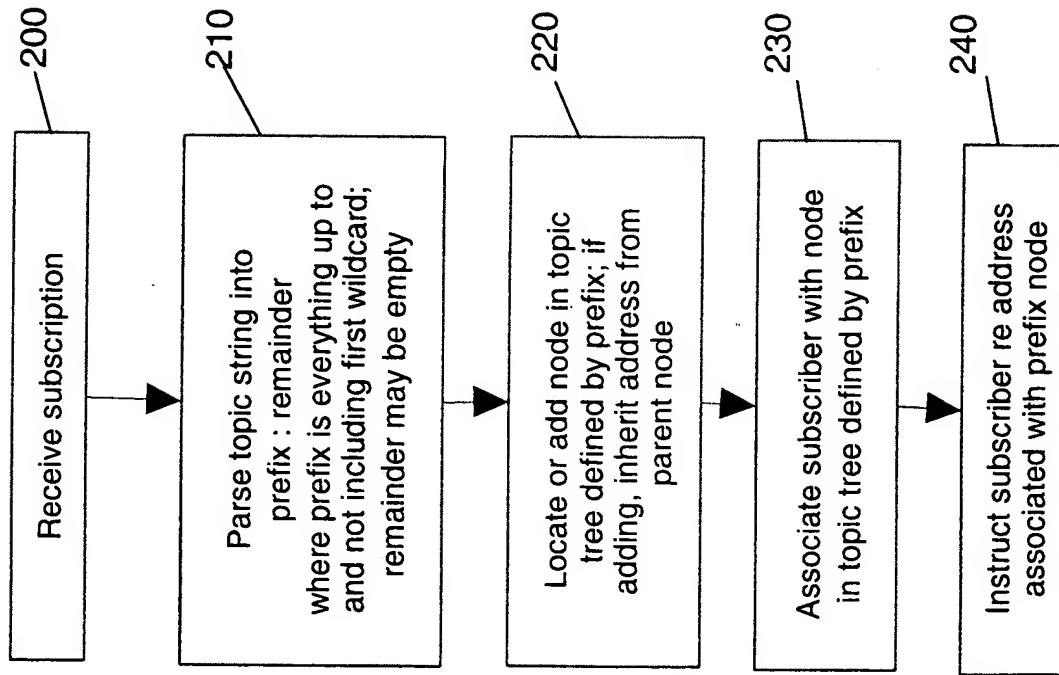 200
Receive subscription
210
Parse topic string into
prefix : remainder
where prefix is everything up to
and not including first wildcard;
remainder may be empty
220
Locate or add node in topic
tree defined by prefix; if
adding, inherit address from
parent node
230
Associate subscriber with node
in topic tree defined by prefix
240
Instruct subscriber re address
associated with prefix node